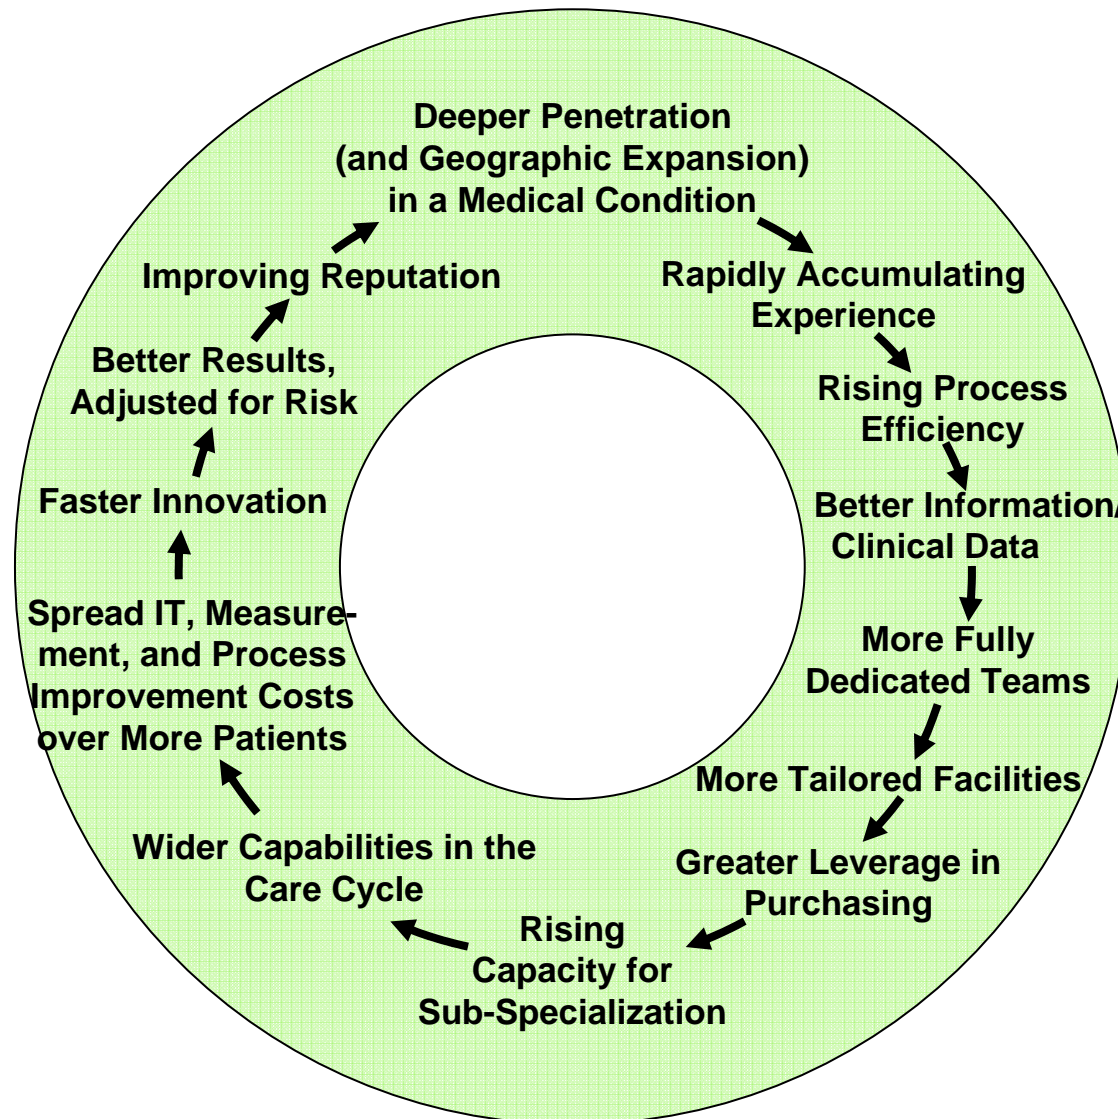 Deeper Penetration
(and Geographic Expansion)
in a Medical Condition
Rapidly Accumulating
Experience
Rising Process
Efficiency
Better Information/
Clinical Data
More Fully
Dedicated Teams
More Tailored Facilities
Greater Leverage in
Purchasing
Rising
Capacity for
Sub-Specialization
Wider Capabilities in the
Care Cycle
Spread IT, Measure-
ment, and Process
Improvement Costs
over More Patients
Faster Innovation
Better Results,
Adjusted for Risk
Improving Reputation